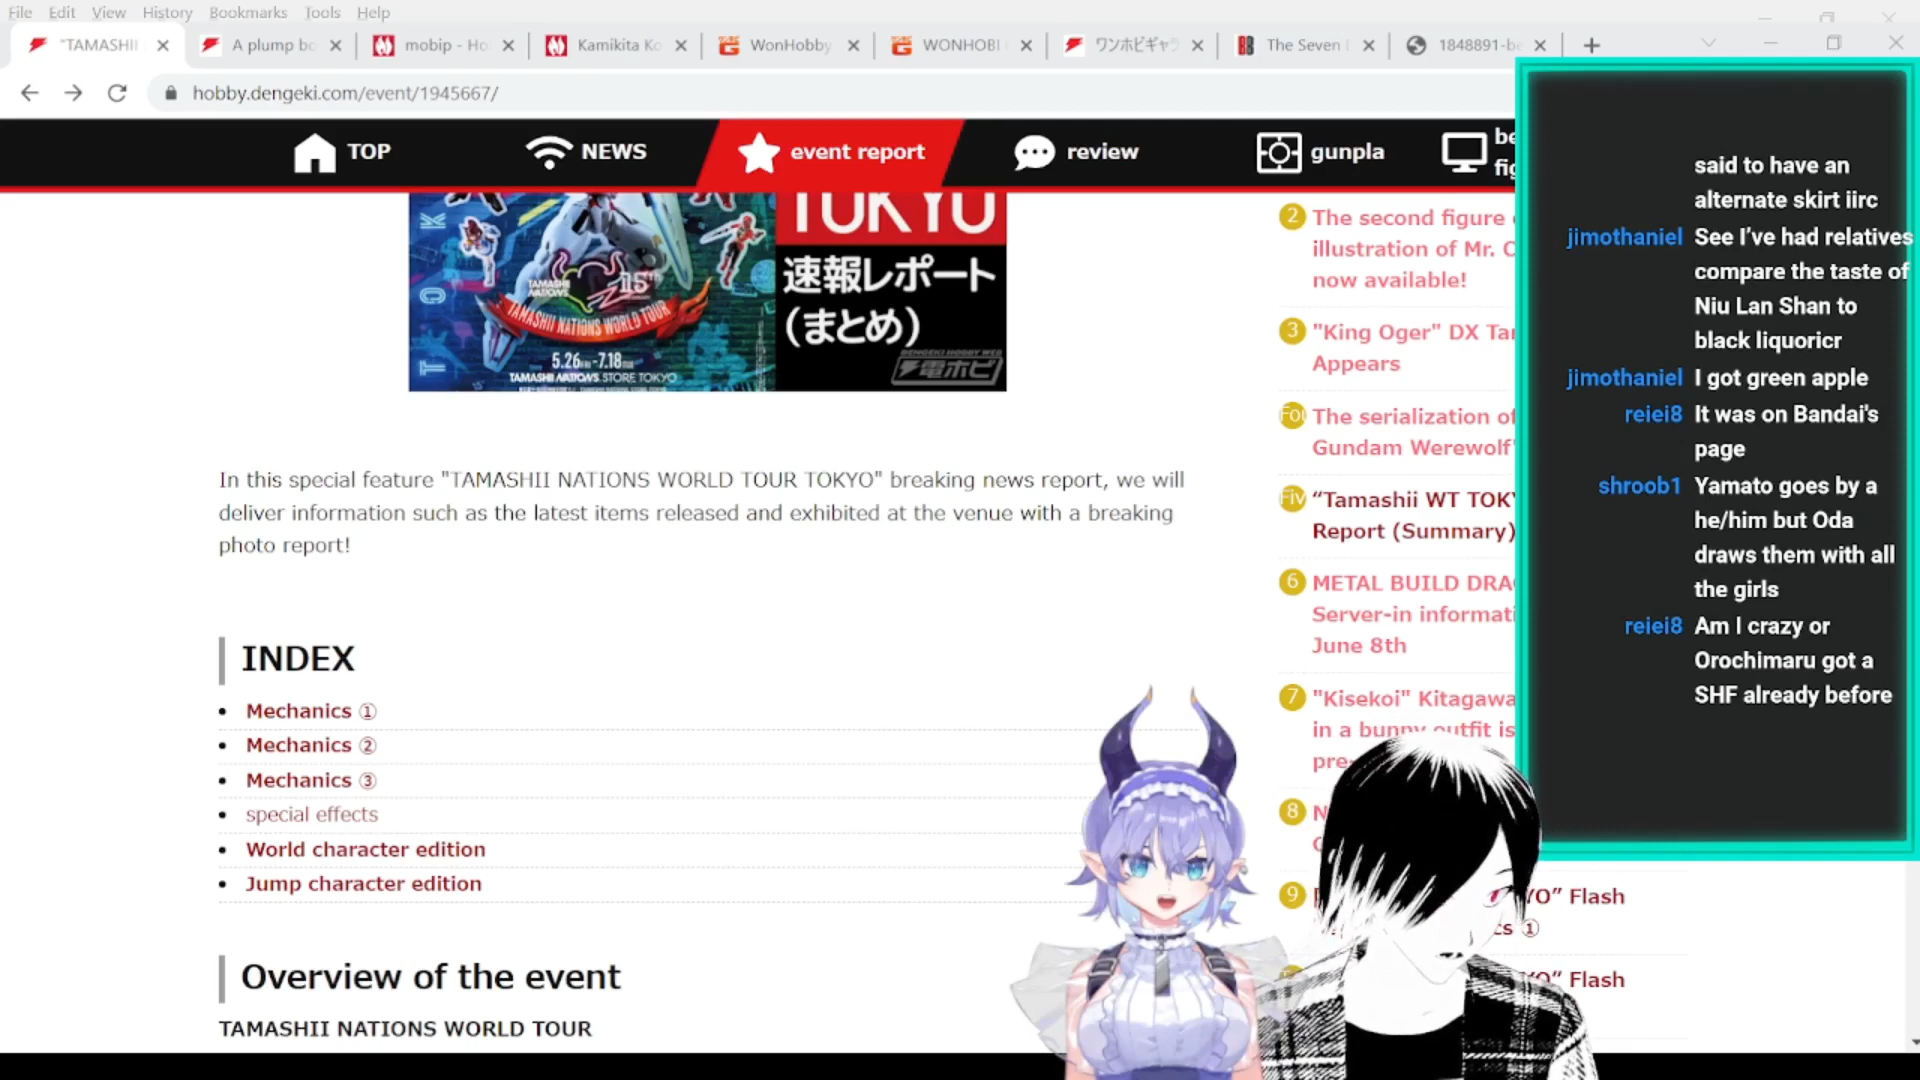 File Edit View History Bookmarks Tools Help
"TAMASHII
A plump bo
mobip - Ho
Kamikita Ko
WonHobby
WONHOBI
ワンホビギャラ
The Seven
1848891-be
hobby.dengeki.com/event/1945667/
TOP
NEWS
event report
review
gunpla
be
fig
TOKYO
速報レポート
(まとめ)
DENGEKI HOBBY WEB
電ホビ
TAMASHII
NATIONS
15th
TAMASHII NATIONS WORLD TOUR
5.26 -7.18
TAMASHII NATIONS STORE TOKYO
In this special feature "TAMASHII NATIONS WORLD TOUR TOKYO" breaking news report, we will
deliver information such as the latest items released and exhibited at the venue with a breaking
photo report!
INDEX
Mechanics ①
Mechanics ②
Mechanics ③
special effects
World character edition
Jump character edition
Overview of the event
TAMASHII NATIONS WORLD TOUR
2 The second figure
illustration of Mr. C
now available!
3 "King Oger" DX Ta
Appears
Fo The serialization of
Gundam Werewolf"
Fiv “Tamashii WT TOKY
Report (Summary)
6 METAL BUILD DRA
Server-in informati
June 8th
7 "Kisekoi" Kitagawa
in a bunny outfit is
pre-
8 N
9
YO” Flash
cs ①
YO” Flash
said to have an
alternate skirt iirc
jimothaniel See I’ve had relatives
compare the taste of
Niu Lan Shan to
black liquoricr
jimothaniel I got green apple
reiei8 It was on Bandai's
page
shroob1 Yamato goes by a
he/him but Oda
draws them with all
the girls
reiei8 Am I crazy or
Orochimaru got a
SHF already before